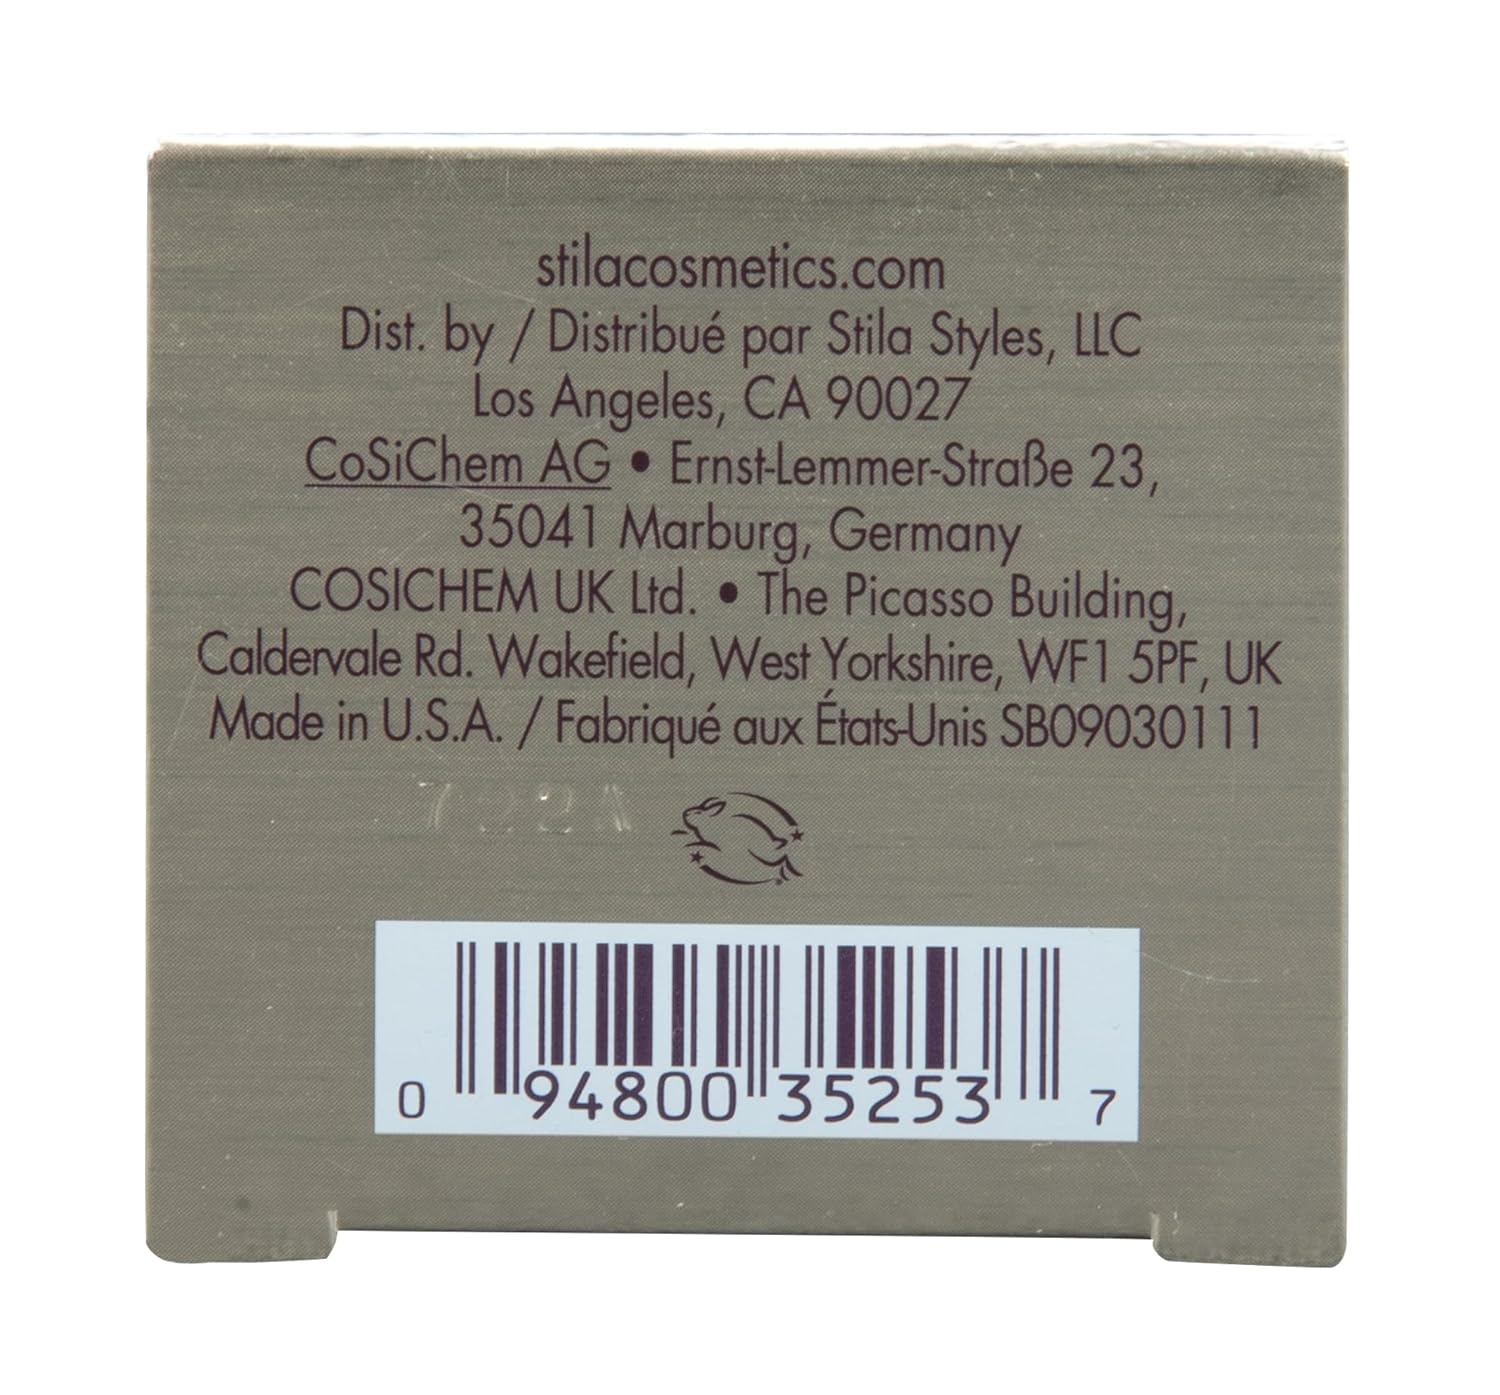 stilacosmetics.com
Dist. by / Distribué par Stila Styles, LLC
Los Angeles, CA 90027
CoSiChem AG • Ernst-Lemmer-Straße 23,
35041 Marburg, Germany
COSICHEM UK Ltd. • The Picasso Building,
Caldervale Rd. Wakefield, West Yorkshire, WF1 5PF, UK
Made in U.S.A. / Fabriqué aux États-Unis SB09030111
722A
0 94800 35253 7